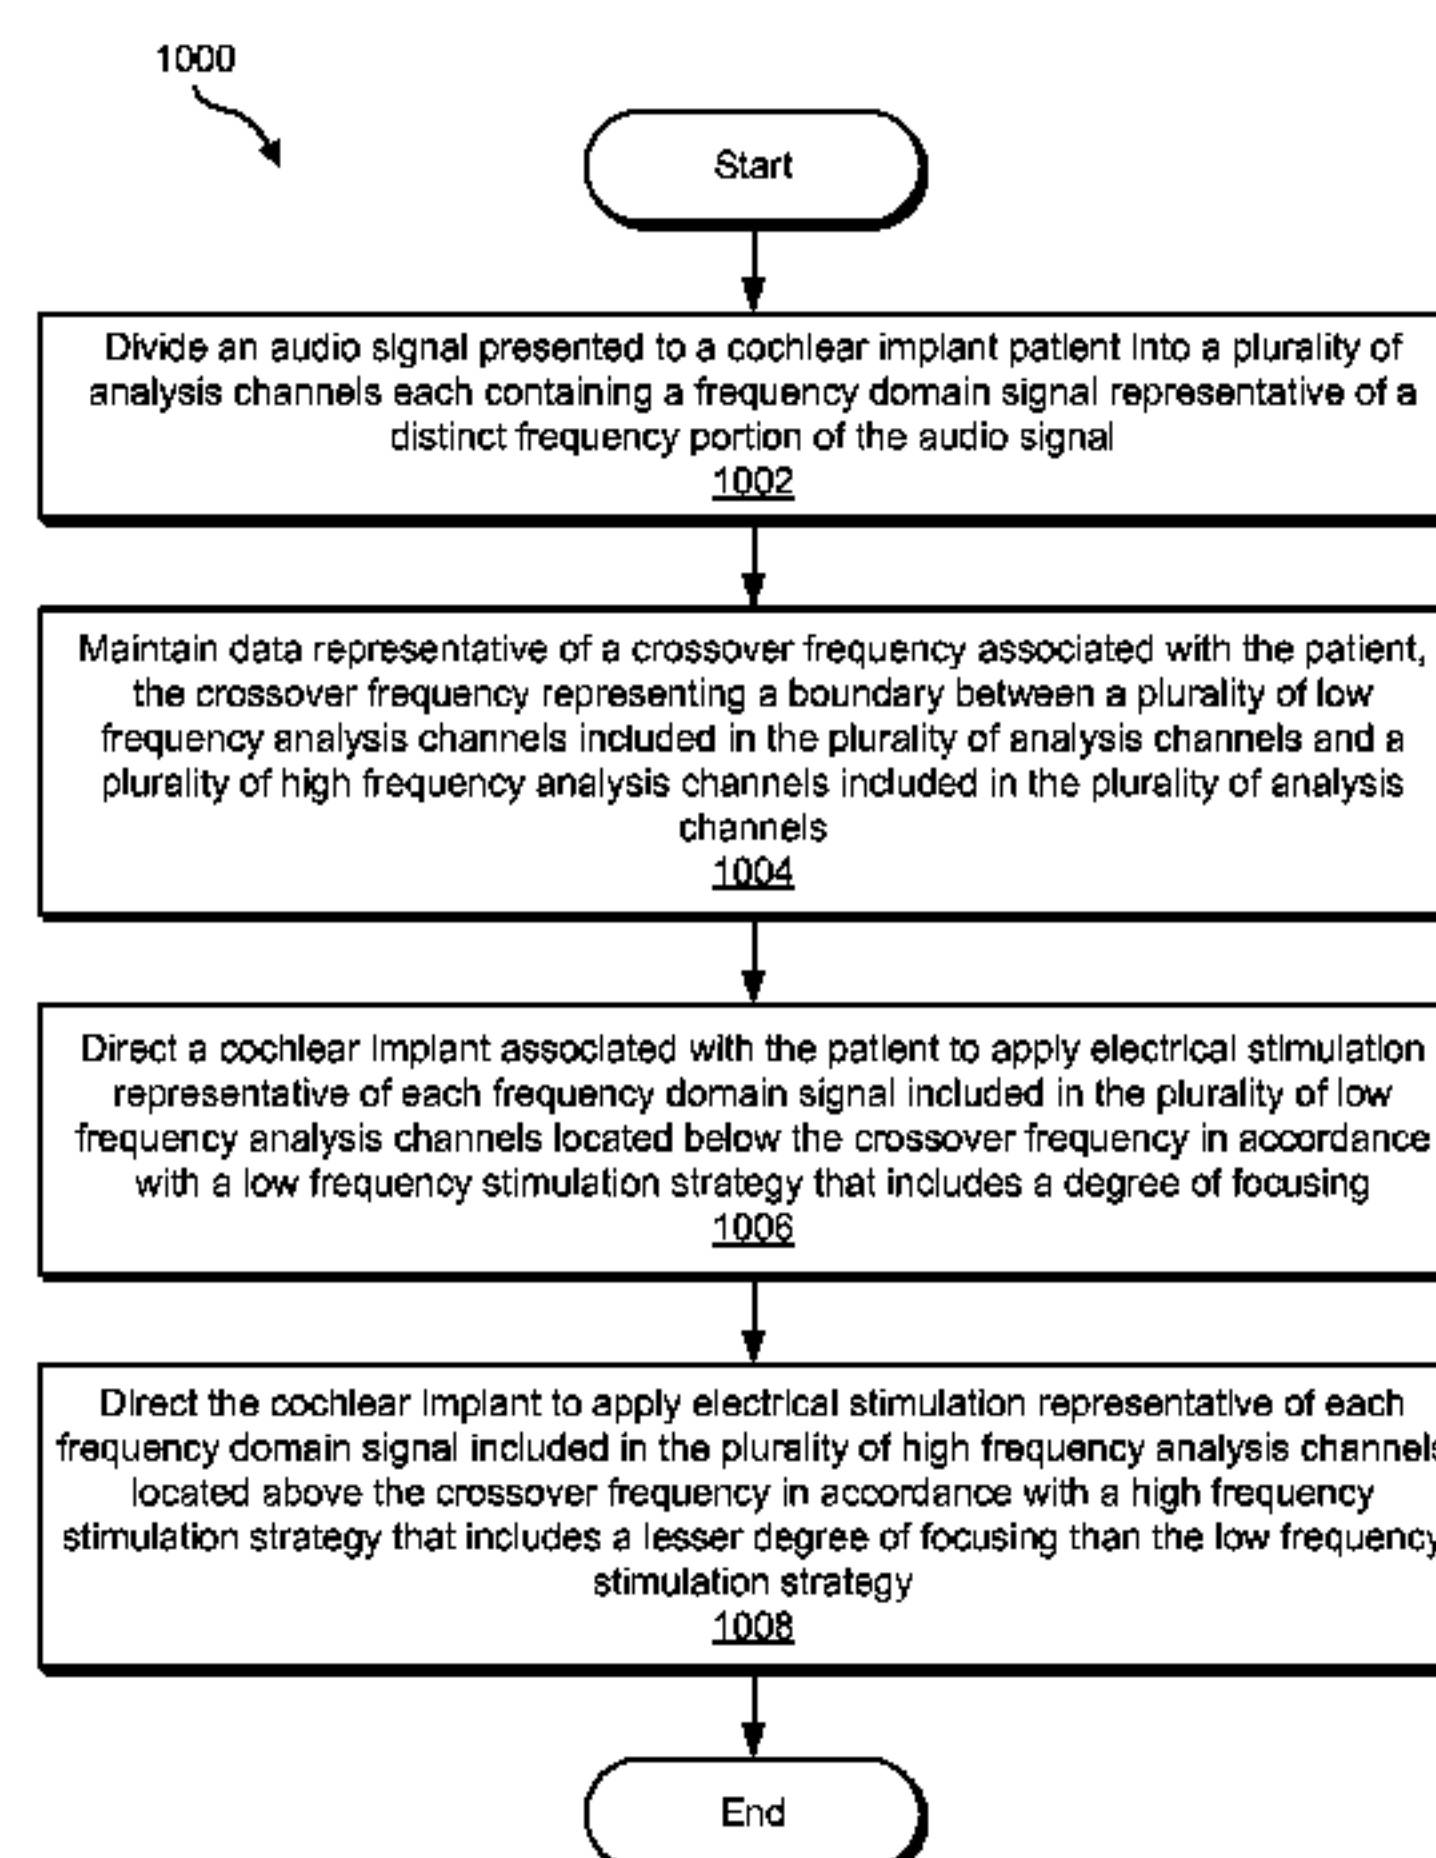 1000
Start
Divide an audio signal presented to a cochlear implant patient into a plurality of
analysis channels each containing a frequency domain signal representative of a
distinct frequency portion of the audio signal
1002
Maintain data representative of a crossover frequency associated with the patient,
the crossover frequency representing a boundary between a plurality of low
frequency analysis channels included in the plurality of analysis channels and a
plurality of high frequency analysis channels included in the plurality of analysis
channels
1004
Direct a cochlear implant associated with the patient to apply electrical stimulation
representative of each frequency domain signal included in the plurality of low
frequency analysis channels located below the crossover frequency in accordance
with a low frequency stimulation strategy that includes a degree of focusing
1006
Direct the cochlear implant to apply electrical stimulation representative of each
frequency domain signal included in the plurality of high frequency analysis channels
located above the crossover frequency in accordance with a high frequency
stimulation strategy that includes a lesser degree of focusing than the low frequency
stimulation strategy
1008
End